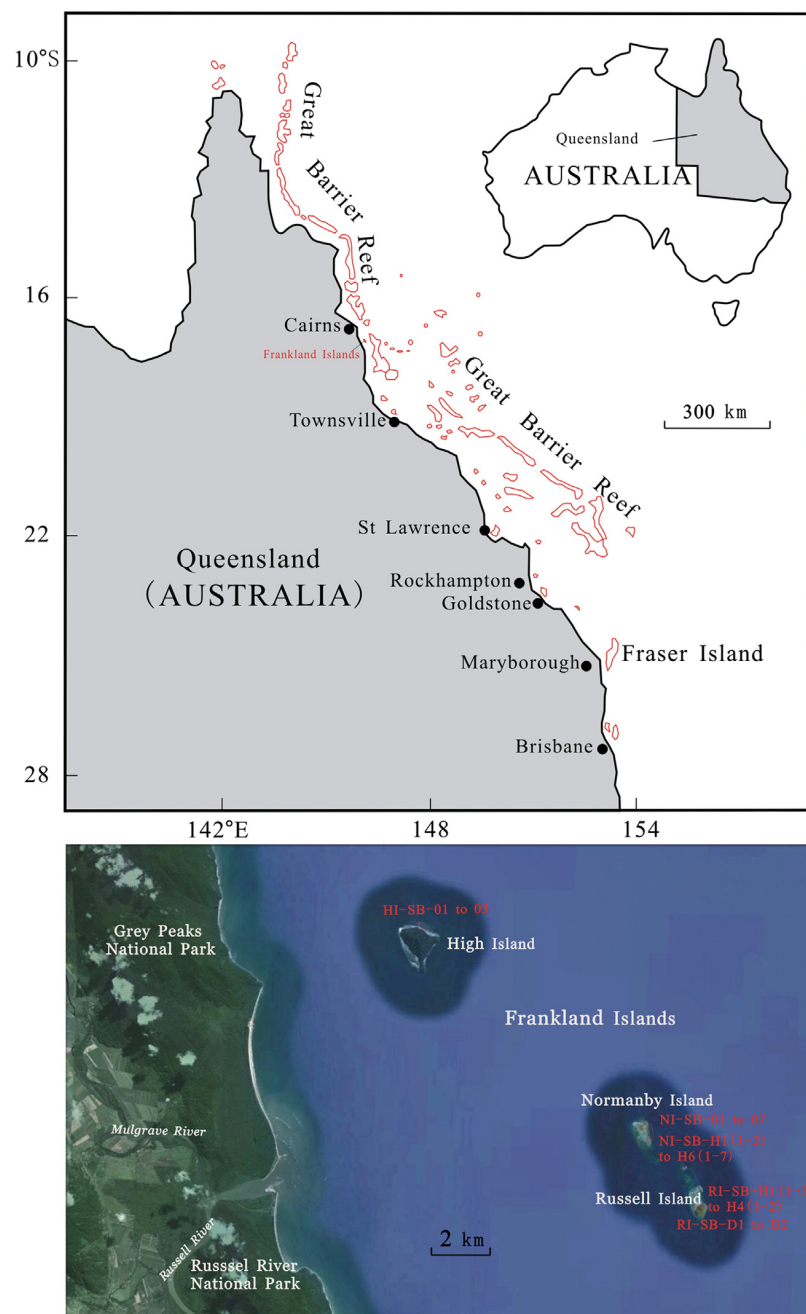 10°S
16
22
28
142°E
148
154
Great
Barrier
Reef
Great
Barrier
Reef
Queensland
AUSTRALIA
300 km
Cairns
Frankland Islands
Townsville
St Lawrence
Queensland
(AUSTRALIA)
Rockhampton
Goldstone
Maryborough
Fraser Island
Brisbane
Grey Peaks
National Park
HI-SB-01 to 03
High Island
Frankland Islands
Mulgrave River
Normanby Island
NI-SB-01 to 07
NI-SB-H1(1-2)
to H6(1-7)
Russell Island
RI-SB-H1(1-
to H4(1-2)
RI-SB-D1 to D2
Russell River
Russsel River
National Park
2 km